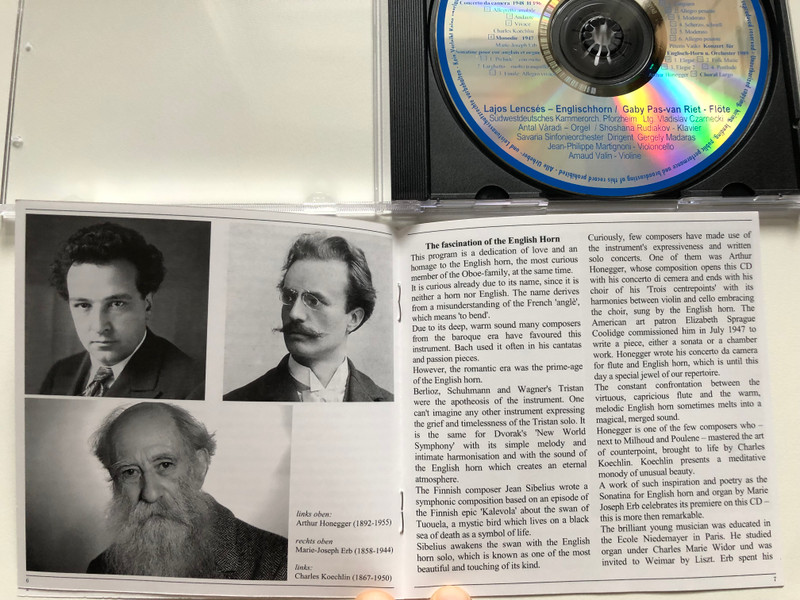 Concerto da camera 1948 H 196
Andante
Vivace
Charles Koechlin
Monodie 1947
Marie-Joseph Erb
Lajos Lencsés – Englischhorn / Gaby Pas-van Riet - Flöte
Südwestdeutsches Kammerorch. Pforzheim Ltg. Vladislav Czarnecki
Antal Váradi – Orgel / Shoshana Rudiakov - Klavier
Savaria Sinfonieorchester Dirigent Gergely Madaras
Jean-Philippe Martignoni - Violoncello
Arnaud Valin - Violine
links oben:
Arthur Honegger (1892-1955)
rechts oben
Marie-Joseph Erb (1858-1944)
links:
Charles Koechlin (1867-1950)
6
The fascination of the English Horn
This program is a dedication of love and an
homage to the English horn, the most curious
member of the Oboe-family, at the same time.
It is curious already due to its name, since it is
neither a horn nor English. The name derives
from a misunderstanding of the French 'anglé',
which means 'to bend'.
Due to its deep, warm sound many composers
from the baroque era have favoured this
instrument. Bach used it often in his cantatas
and passion pieces.
However, the romantic era was the prime-age
of the English horn.
Berlioz, Schuhmann and Wagner's Tristan
were the apotheosis of the instrument. One
can't imagine any other instrument expressing
the grief and timelessness of the Tristan solo. It
is the same for Dvorak's 'New World
Symphony' with its simple melody and
intimate harmonisation and with the sound of
the English horn which creates an eternal
atmosphere.
The Finnish composer Jean Sibelius wrote a
symphonic composition based on an episode of
the Finnish epic 'Kalevola' about the swan of
Tuouela, a mystic bird which lives on a black
sea of death as a symbol of life.
Sibelius awakens the swan with the English
horn solo, which is known as one of the most
beautiful and touching of its kind.
Curiously, few composers have made use of
the instrument's expressiveness and written
solo concerts. One of them was Arthur
Honegger, whose composition opens this CD
with his concerto di camera and ends with his
choir of his 'Trois centrepoints' with its
harmonies between violin and cello embracing
the choir, sung by the English horn. The
American art patron Elizabeth Sprague
Coolidge commissioned him in July 1947 to
write a piece, either a sonata or a chamber
work. Honegger wrote his concerto da camera
for flute and English horn, which is until this
day a special jewel of our repertoire.
The constant confrontation between the
virtuous, capricious flute and the warm,
melodic English horn sometimes melts into a
magical, merged sound.
Honegger is one of the few composers who –
next to Milhoud and Poulene – mastered the art
of counterpoint, brought to life by Charles
Koechlin. Koechlin presents a meditative
monody of unusual beauty.
A work of such inspiration and poetry as the
Sonatina for English horn and organ by Marie
Joseph Erb celebrates its premiere on this CD –
this is more then remarkable.
The brilliant young musician was educated in
the Ecole Niedemayer in Paris. He studied
organ under Charles Marie Widor und was
invited to Weimar by Liszt. Erb spent his
7